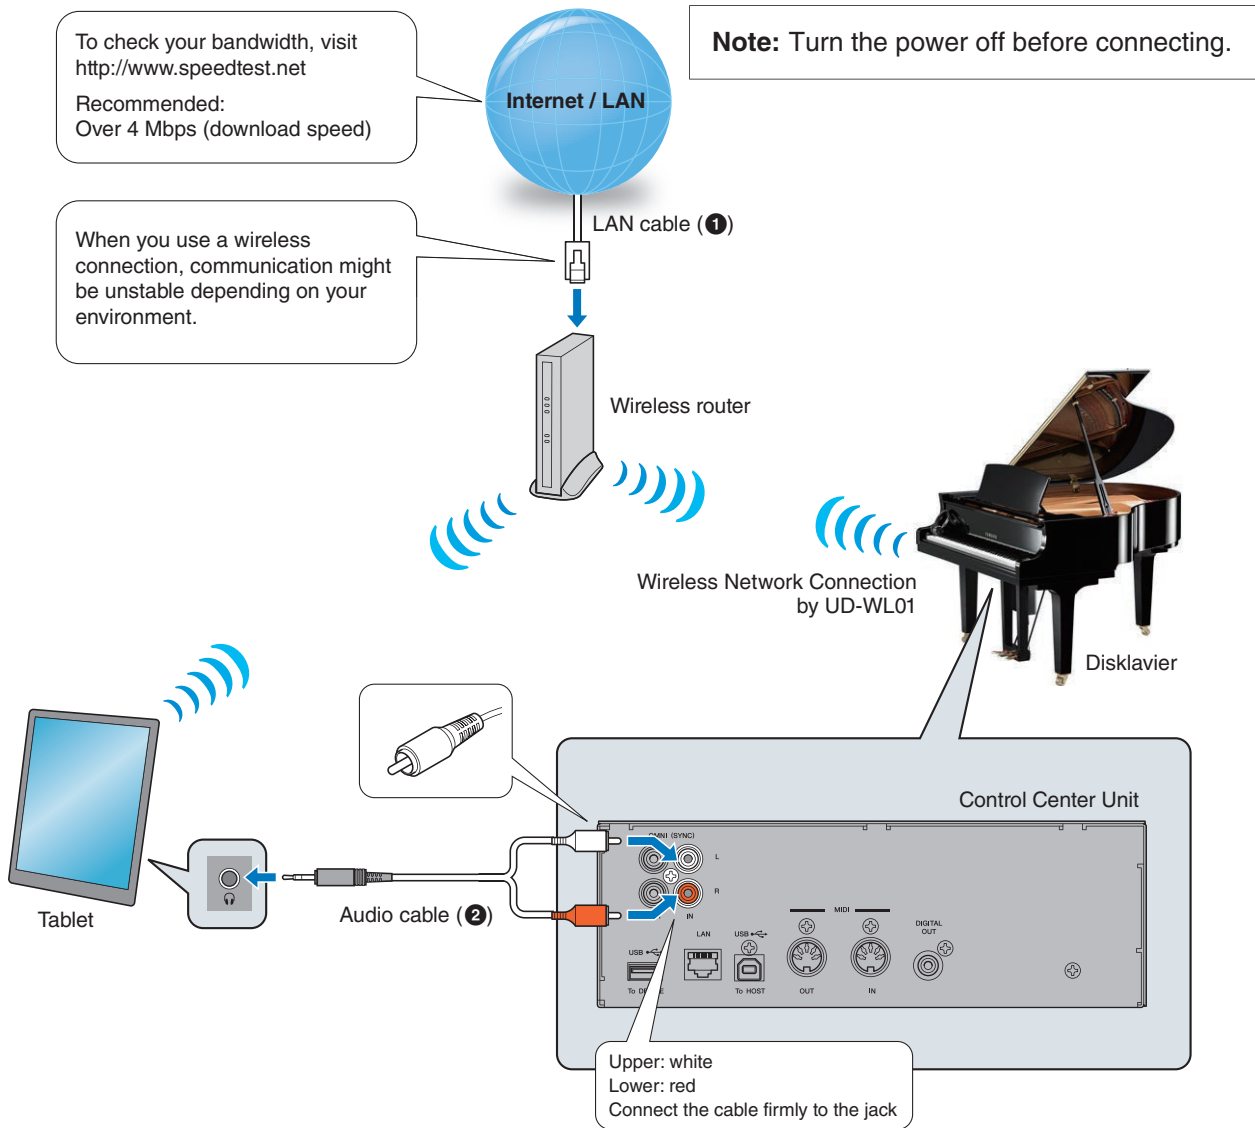 To check your bandwidth, visit
http://www.speedtest.net
Recommended:
Over 4 Mbps (download speed)
Internet / LAN
Note: Turn the power off before connecting.
LAN cable (❶)
When you use a wireless
connection, communication might
be unstable depending on your
environment.
Wireless router
Wireless Network Connection
by UD-WL01
YAMAHA
Disklavier
Control Center Unit
OMNI (SYNC)
L
R
IN
Tablet
Audio cable (❷)
MIDI
DIGITAL
OUT
LAN
USB
USB
To HOST
OUT
IN
Upper: white
Lower: red
Connect the cable firmly to the jack